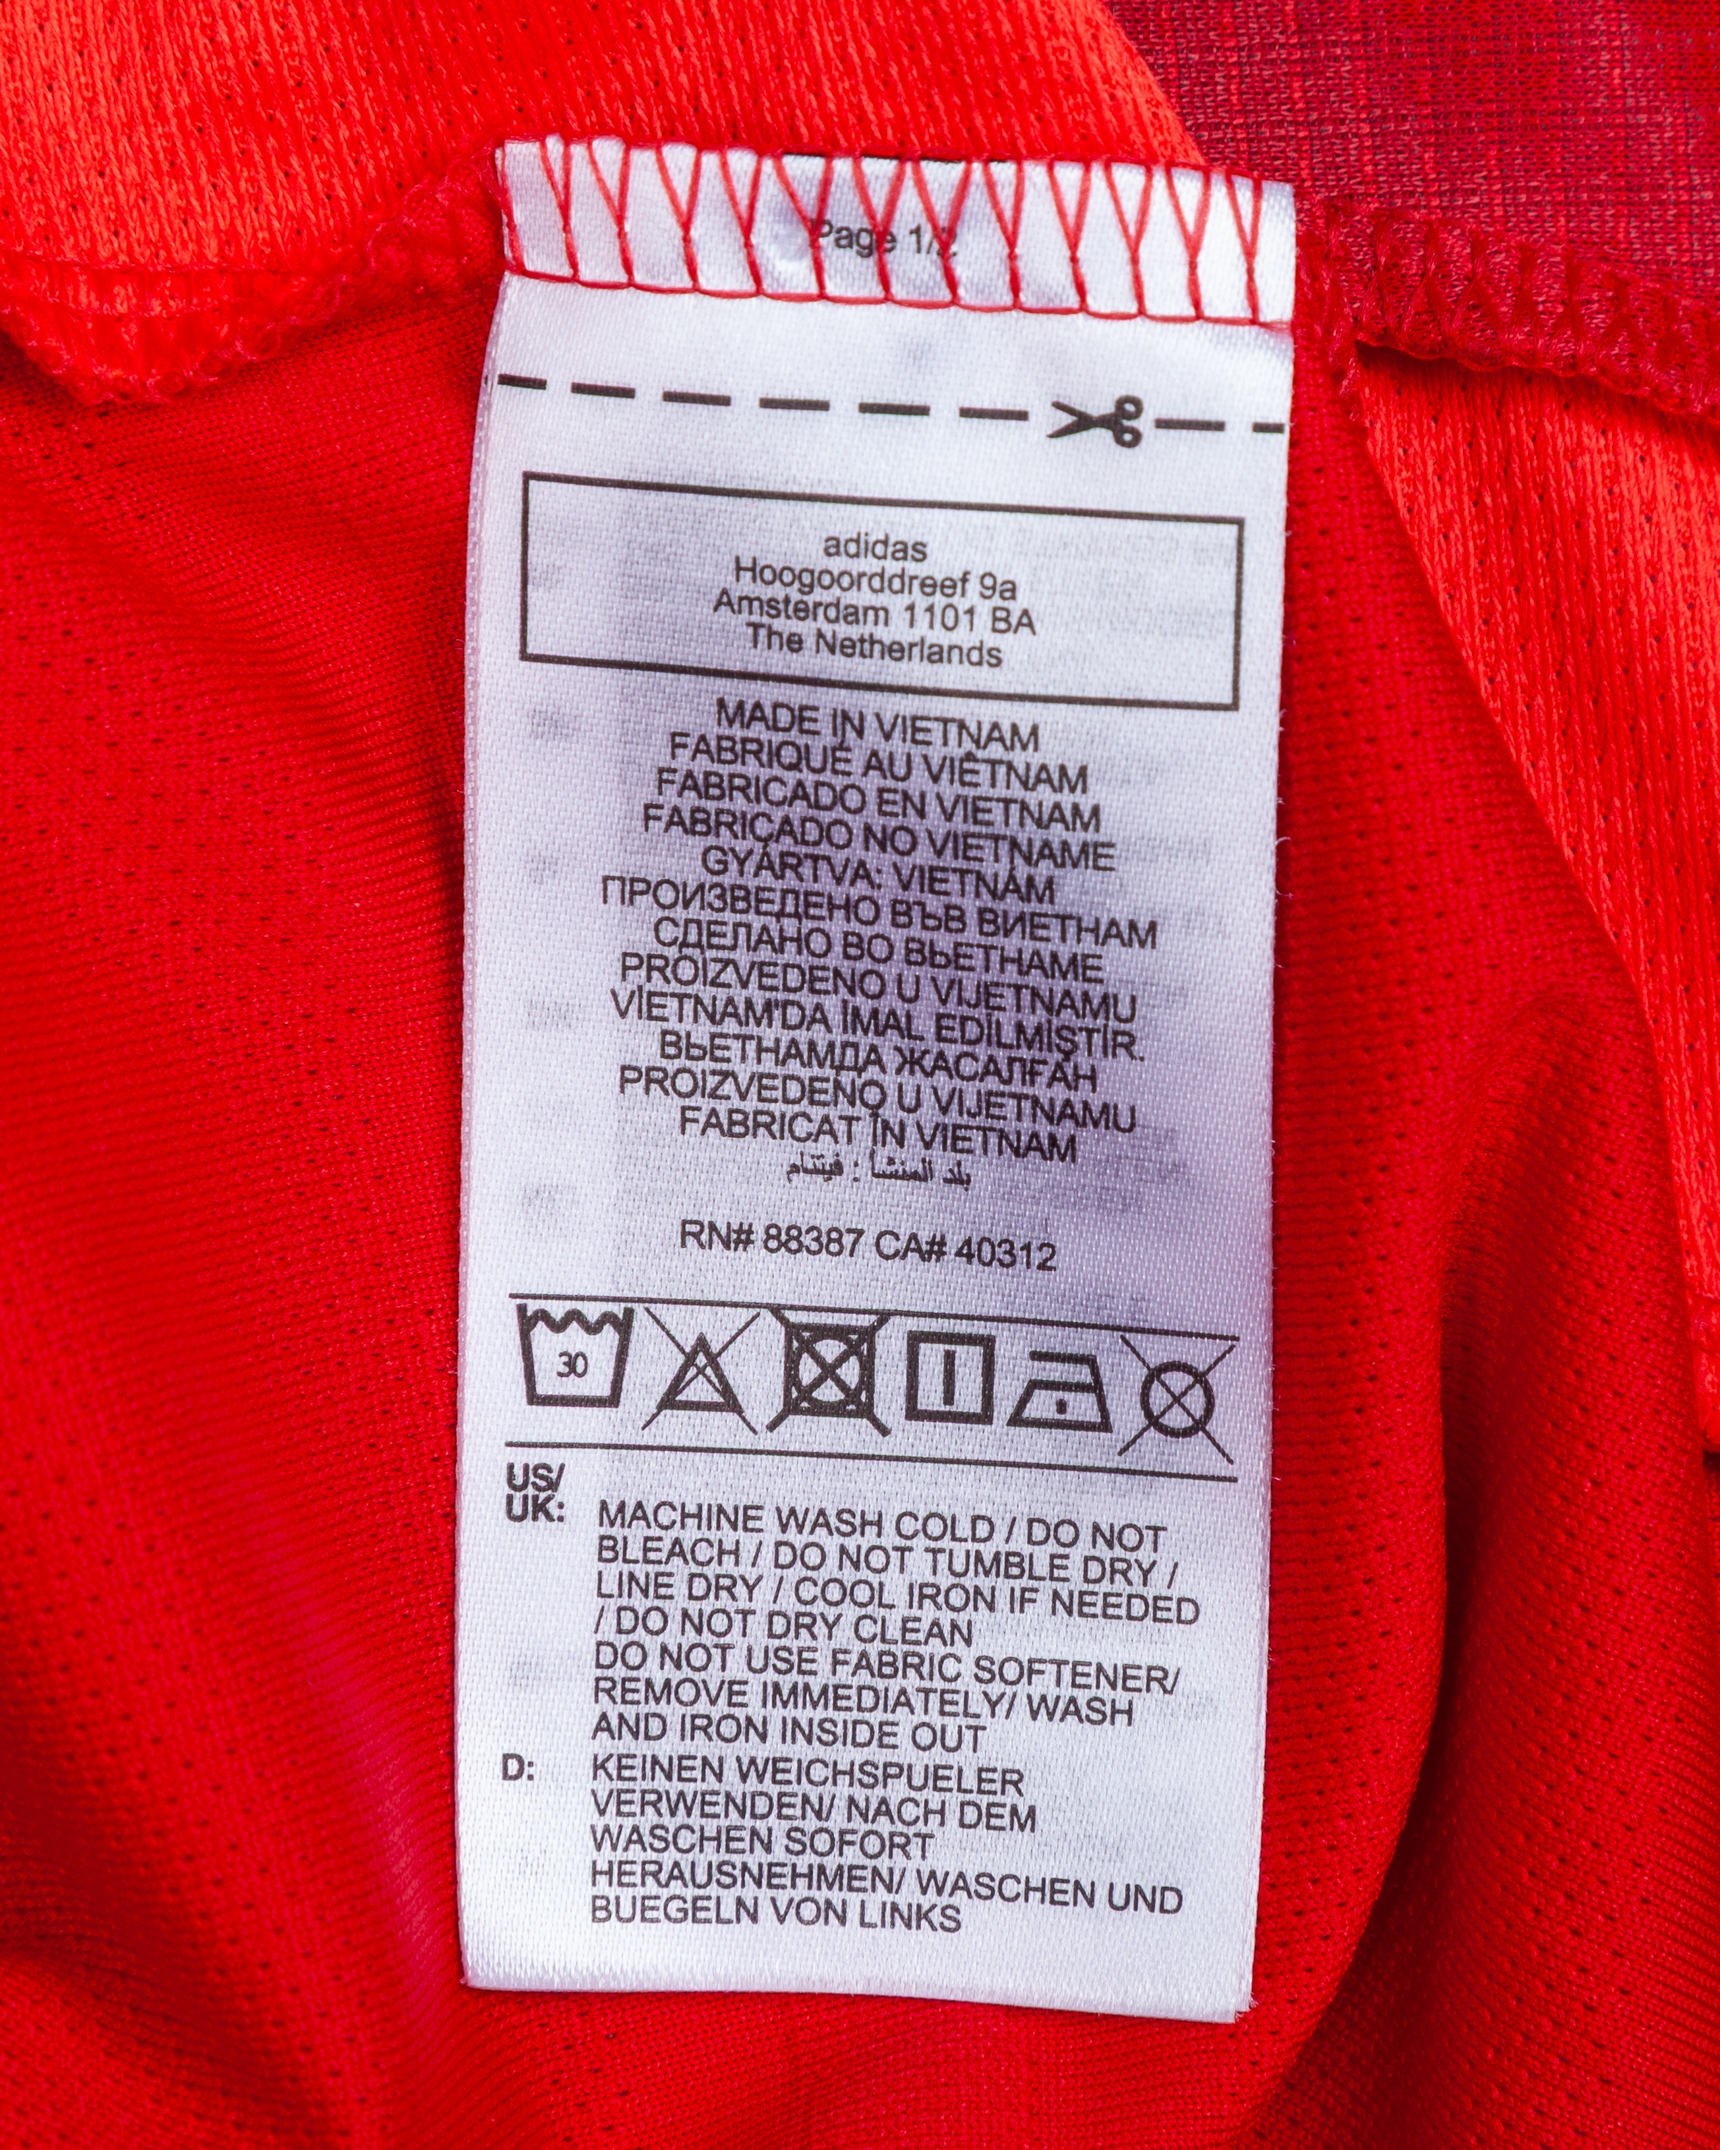 Page 1/2
adidas
Hoogoorddreef 9a
Amsterdam 1101 BA
The Netherlands
MADE IN VIETNAM
FABRIQUÉ AU VIÊTNAM
FABRICADO EN VIETNAM
FABRICADO NO VIETNAME
GYÁRTVA: VIETNÁM
ПРОИЗВЕДЕНО ВЪВ ВИЕТНАМ
СДЕЛАНО ВО ВЬЕТНАМЕ
PROIZVEDENO U VIJETNAMU
VİETNAM'DA İMAL EDİLMİŞTİR.
ВЬЕТНАМДА ЖАСАЛҒАН
PROIZVEDENO U VIJETNAMU
FABRICAT ÎN VIETNAM
بلد المنشأ : فيتنام
RN# 88387 CA# 40312
30
US/
UK: MACHINE WASH COLD / DO NOT
BLEACH / DO NOT TUMBLE DRY /
LINE DRY / COOL IRON IF NEEDED
/ DO NOT DRY CLEAN
DO NOT USE FABRIC SOFTENER/
REMOVE IMMEDIATELY/ WASH
AND IRON INSIDE OUT
D: KEINEN WEICHSPUELER
VERWENDEN/ NACH DEM
WASCHEN SOFORT
HERAUSNEHMEN/ WASCHEN UND
BUEGELN VON LINKS